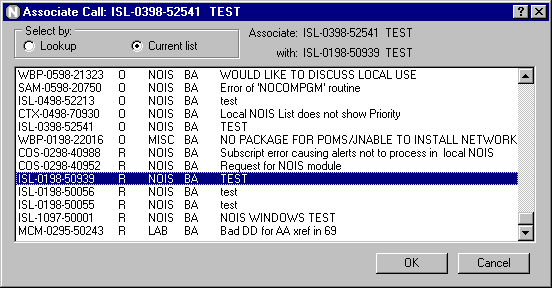 N Associate Call: ISL-0398-52541 TEST
Select by:
Lookup Current list
Associate: ISL-0398-52541 TEST
with: ISL-0198-50939 TEST
WBP-0598-21323 O NOIS BA WOULD LIKE TO DISCUSS LOCAL USE
SAM-0598-20750 O NOIS BA Error of 'NOCOMPGM' routine
ISL-0498-52213 O NOIS BA test
CTX-0498-70930 O NOIS BA Local NOIS List does not show Priority
ISL-0398-52541 O NOIS BA TEST
WBP-0198-22016 O MISC BA NO PACKAGE FOR POMS/JNABLE TO INSTALL NETWORK
COS-0298-40988 R NOIS BA Subscript error causing alerts not to process in local NOIS
COS-0298-40952 R NOIS BA Request for NOIS module
ISL-0198-50939 R NOIS BA TEST
ISL-0198-50056 R NOIS BA test
ISL-0198-50055 R NOIS BA test
ISL-1097-50001 R NOIS BA NOIS WINDOWS TEST
MCM-0295-50243 R LAB BA Bad DD for AA xref in 69
OK Cancel